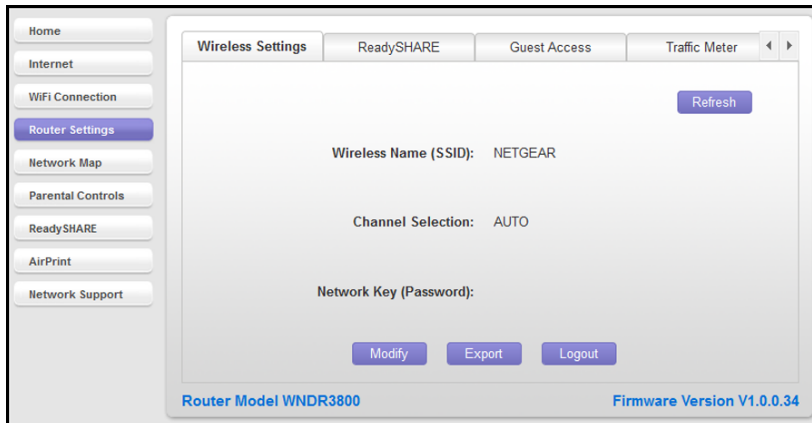 Home
Internet
WiFi Connection
Router Settings
Network Map
Parental Controls
ReadySHARE
AirPrint
Network Support
Wireless Settings
ReadySHARE
Guest Access
Traffic Meter
Refresh
Wireless Name (SSID): NETGEAR
Channel Selection: AUTO
Network Key (Password):
Modify
Export
Logout
Router Model WNDR3800
Firmware Version V1.0.0.34